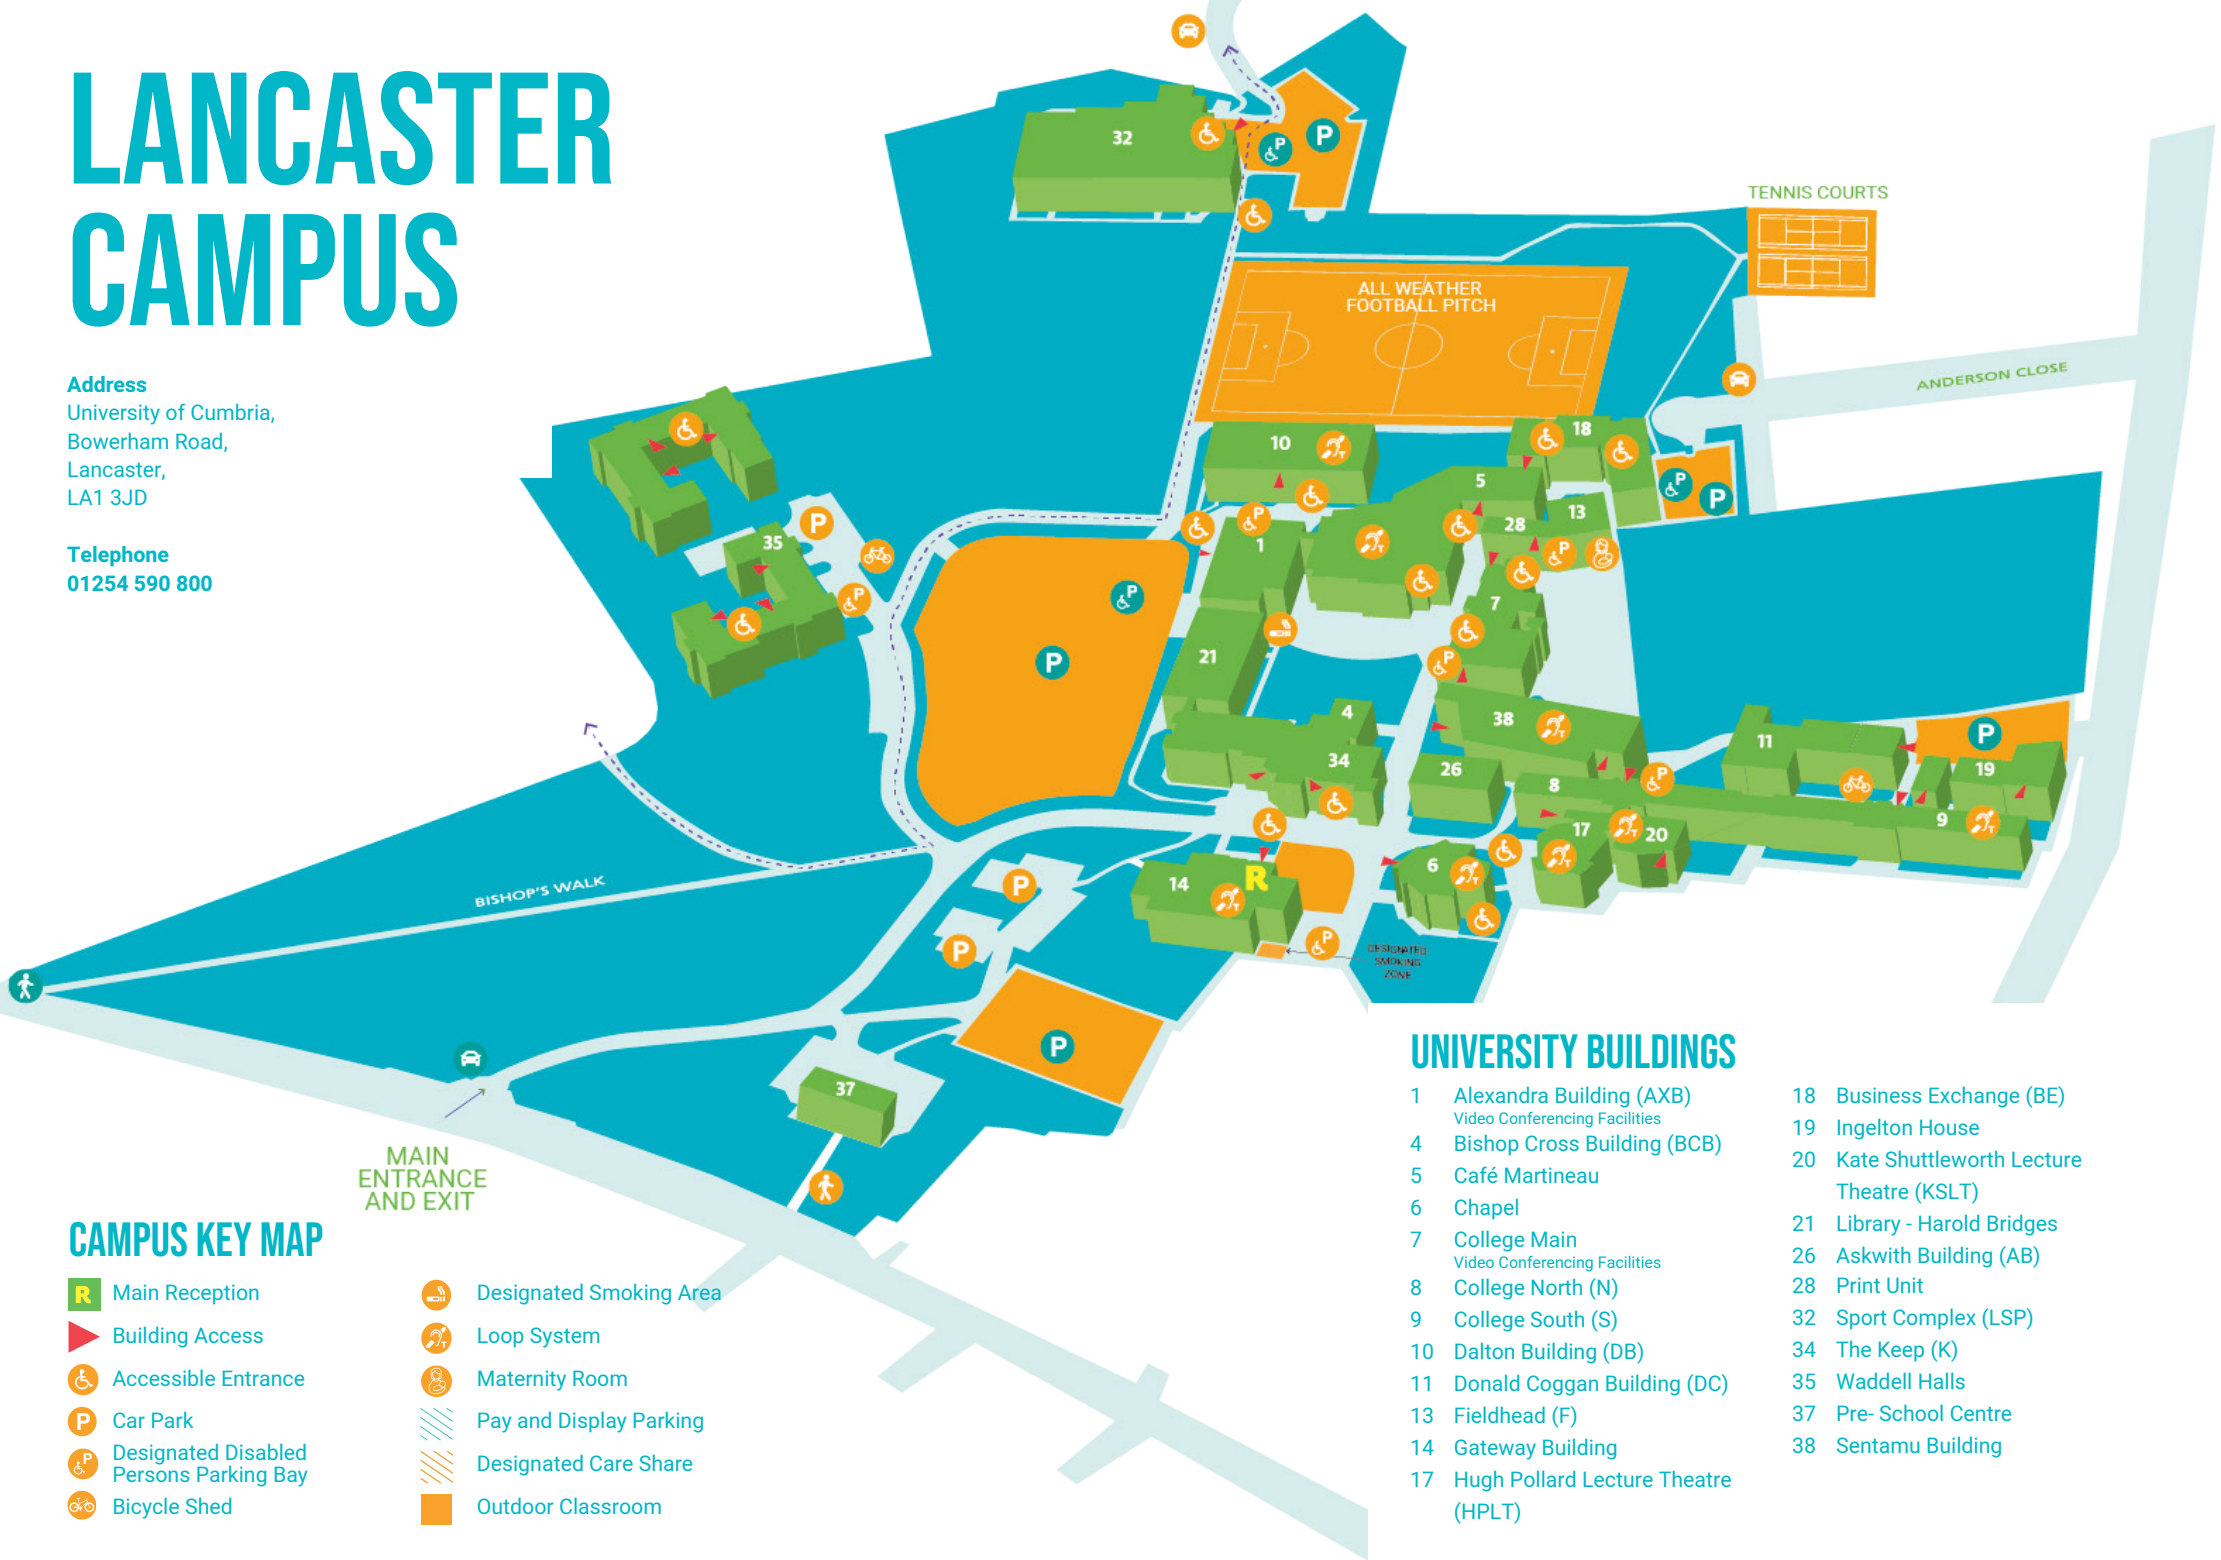 LANCASTER
CAMPUS
Address
University of Cumbria,
Bowerham Road,
Lancaster,
LA1 3JD
Telephone
01254 590 800
32
P
P
TENNIS COURTS
ALL WEATHER
FOOTBALL PITCH
ANDERSON CLOSE
10
18
5
P
P
13
28
P
P
35
P
1
P
P
P
7
21
P
P
4
38
11
P
34
26
19
8
P
9
17
20
6
14
R
P
BISHOP'S WALK
P
P
DESIGNATED
SMOKING
ZONE
P
37
MAIN
ENTRANCE
AND EXIT
CAMPUS KEY MAP
R Main Reception
Building Access
Accessible Entrance
P Car Park
P Designated Disabled
Persons Parking Bay
Bicycle Shed
Designated Smoking Area
T Loop System
Maternity Room
Pay and Display Parking
Designated Care Share
Outdoor Classroom
UNIVERSITY BUILDINGS
1 Alexandra Building (AXB)
Video Conferencing Facilities
4 Bishop Cross Building (BCB)
5 Café Martineau
6 Chapel
7 College Main
Video Conferencing Facilities
8 College North (N)
9 College South (S)
10 Dalton Building (DB)
11 Donald Coggan Building (DC)
13 Fieldhead (F)
14 Gateway Building
17 Hugh Pollard Lecture Theatre
(HPLT)
18 Business Exchange (BE)
19 Ingelton House
20 Kate Shuttleworth Lecture
Theatre (KSLT)
21 Library - Harold Bridges
26 Askwith Building (AB)
28 Print Unit
32 Sport Complex (LSP)
34 The Keep (K)
35 Waddell Halls
37 Pre- School Centre
38 Sentamu Building